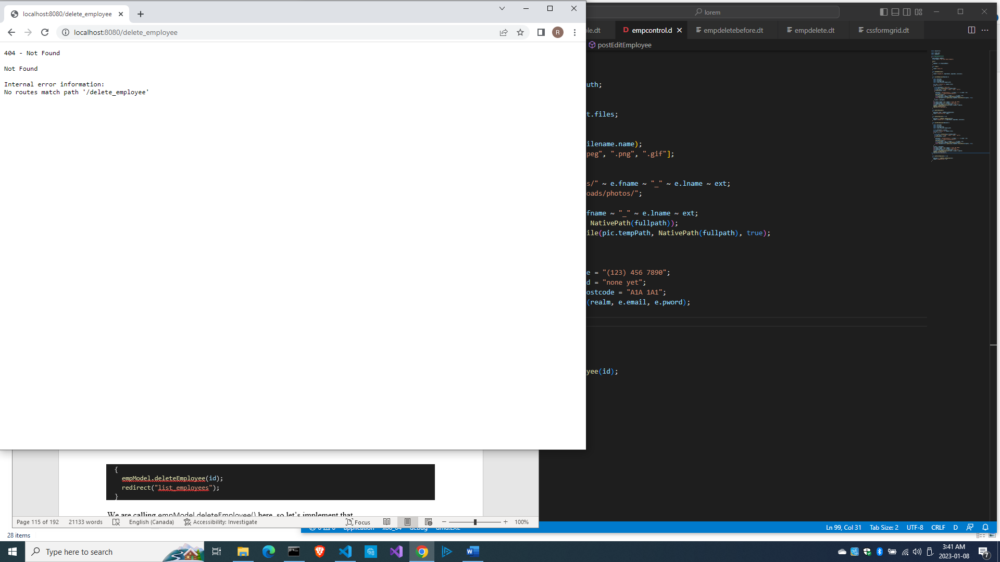 localhost:8080/delete_employee
localhost:8080/delete_employee
R
404 - Not Found
Not Found
Internal error information:
No routes match path '/delete_employee'
lorem
ole.dt
empcontrol.d
empdeletebefore.dt
empdelete.dt
cssformgrid.dt
postEditEmployee
uth;
t.files;
ilename.name);
peg", ".png", ".gif"];
s/" ~ e.fname ~ "_" ~ e.lname ~ ext;
oads/photos/";
fname ~ "_" ~ e.lname ~ ext;
NativePath(fullpath));
ile(pic.tempPath, NativePath(fullpath), true);
e = "(123) 456 7890";
d = "none yet";
ostcode = "A1A 1A1";
(realm, e.email, e.pword);
yee(id);
{
empModel.deleteEmployee(id);
redirect("list_employees");
}
We are calling empModel.deleteEmployee() here, so let's implement that
Page 115 of 192
21133 words
English (Canada)
Accessibility: Investigate
Focus
100%
application
x86_64
debug
dmd.EXE
Ln 99, Col 31
Tab Size: 2
UTF-8
CRLF
D
28 items
Type here to search
3:41 AM
2023-01-08
7